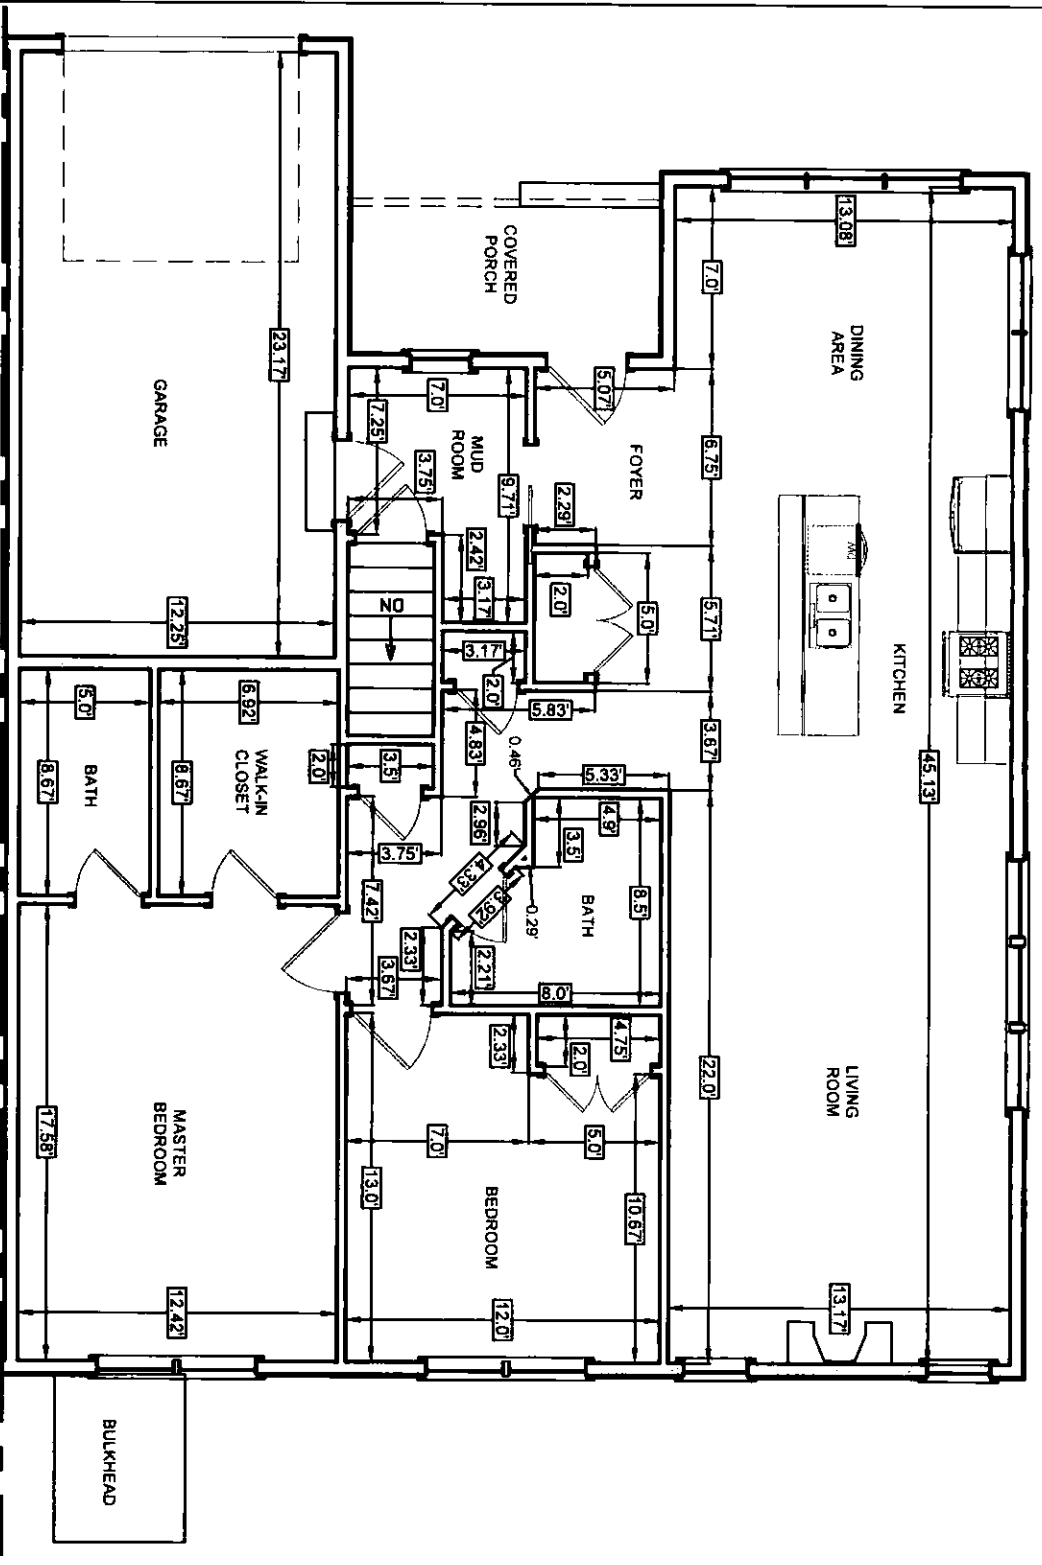 13.08'
45.13'
7.0'
DINING
AREA
KITCHEN
LIVING
ROOM
13.17'
6.75'
5.71'
3.67'
22.0'
COVERED
PORCH
5.07'
FOYER
2.29'
2.0'
5.0'
5.83'
5.33'
0.46'
4.9'
3.5'
8.5'
BATH
0.29'
8.0'
4.75'
2.0'
2.33'
5.0'
10.67'
7.0'
7.25'
MUD
ROOM
9.71'
3.75'
2.42'
3.17'
3.17'
2.0'
4.83'
2.96'
4.33'
3.92'
2.21'
2.33'
3.67'
7.42'
3.75'
3.5'
2.0'
DN
7.0'
13.0'
BEDROOM
12.0'
23.17'
GARAGE
12.25'
6.92'
WALK-IN
CLOSET
8.67'
5.0'
BATH
8.67'
MASTER
BEDROOM
17.58'
12.42'
BULKHEAD